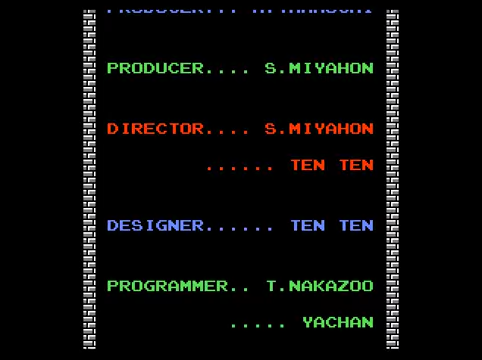 PRODUCER.... S.MIYAHON
DIRECTOR.... S.MIYAHON
...... TEN TEN
DESIGNER...... TEN TEN
PROGRAMMER.. T.NAKAZOO
..... YACHAN